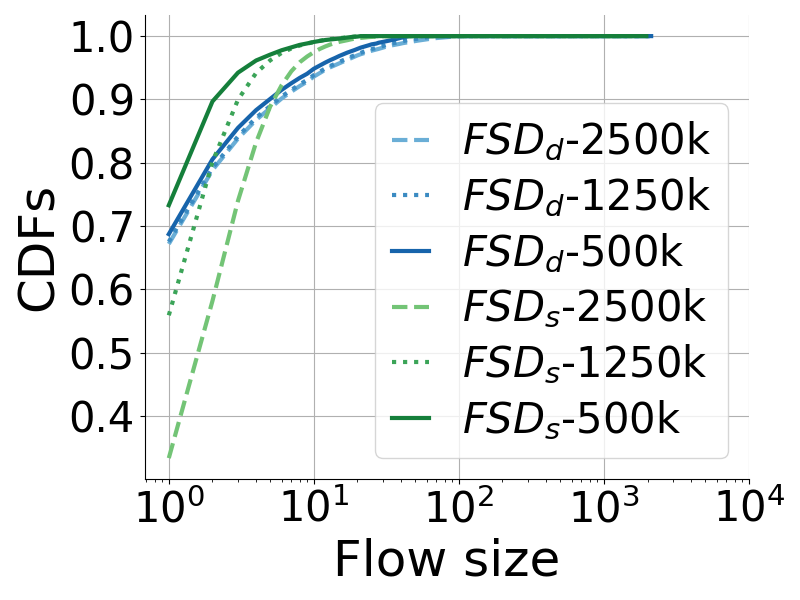 1.0
0.9
0.8
0.7
0.6
0.5
0.4
CDFs
FSD_d-2500k
FSD_d-1250k
FSD_d-500k
FSD_s-2500k
FSD_s-1250k
FSD_s-500k
10^0 10^1 10^2 10^3 10^4
Flow size